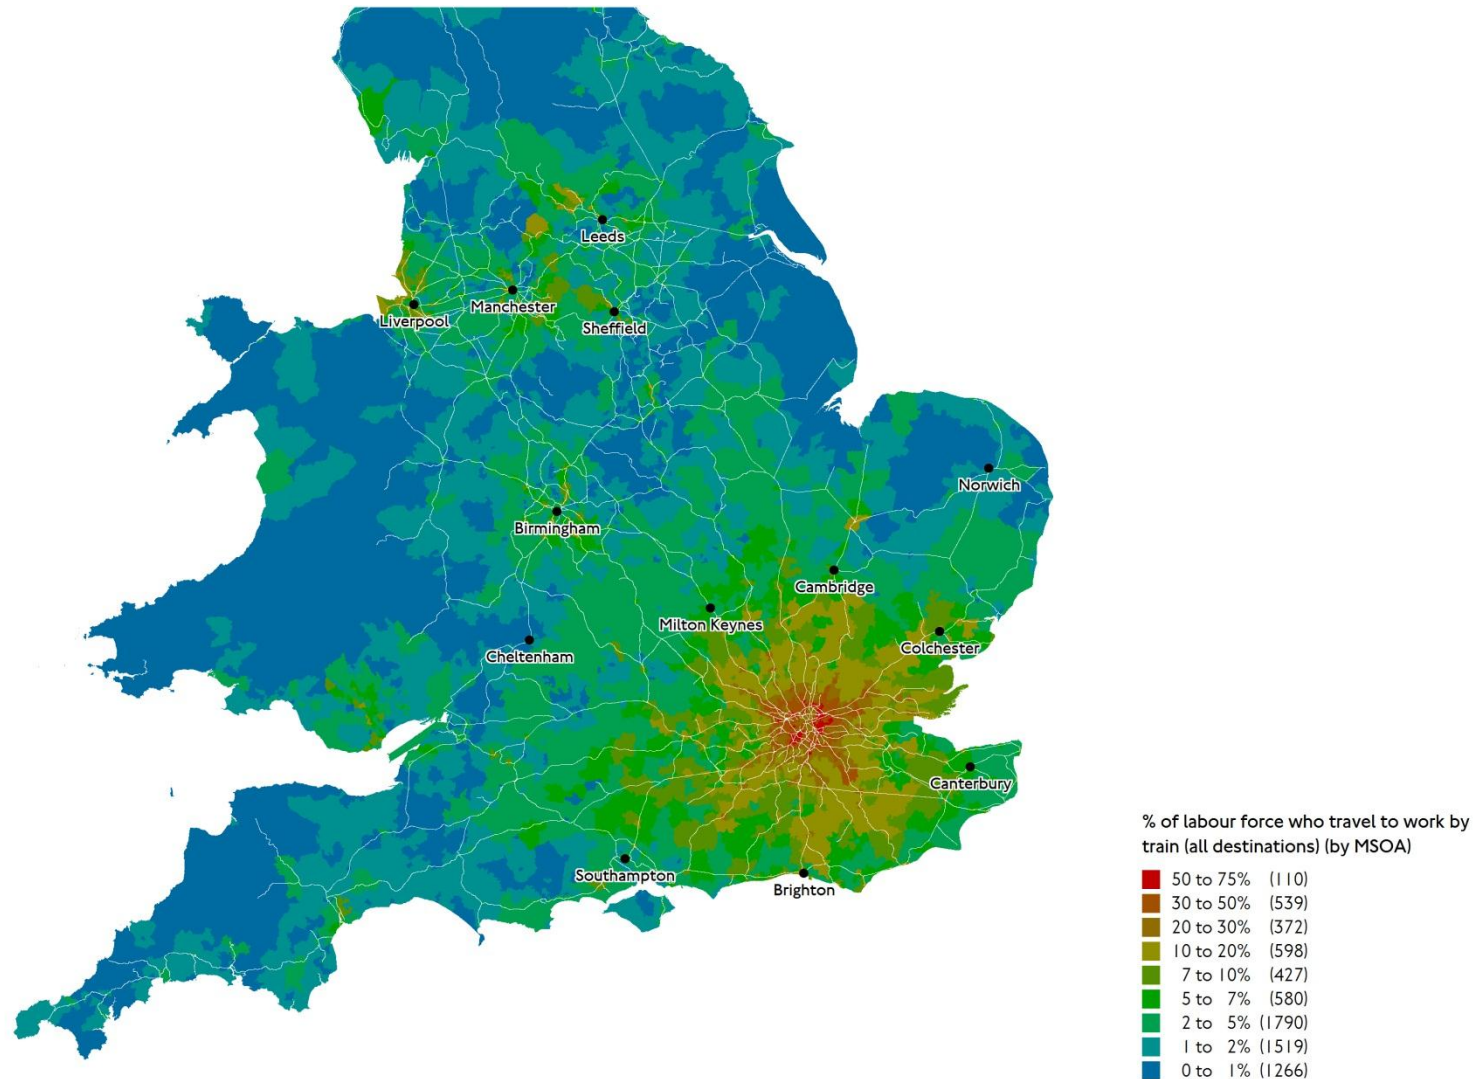 Leeds
Manchester
Liverpool
Sheffield
Norwich
Birmingham
Cambridge
Milton Keynes
Colchester
Cheltenham
Canterbury
Southampton
Brighton
% of labour force who travel to work by
train (all destinations) (by MSOA)
50 to 75% (110)
30 to 50% (539)
20 to 30% (372)
10 to 20% (598)
7 to 10% (427)
5 to 7% (580)
2 to 5% (1790)
1 to 2% (1519)
0 to 1% (1266)